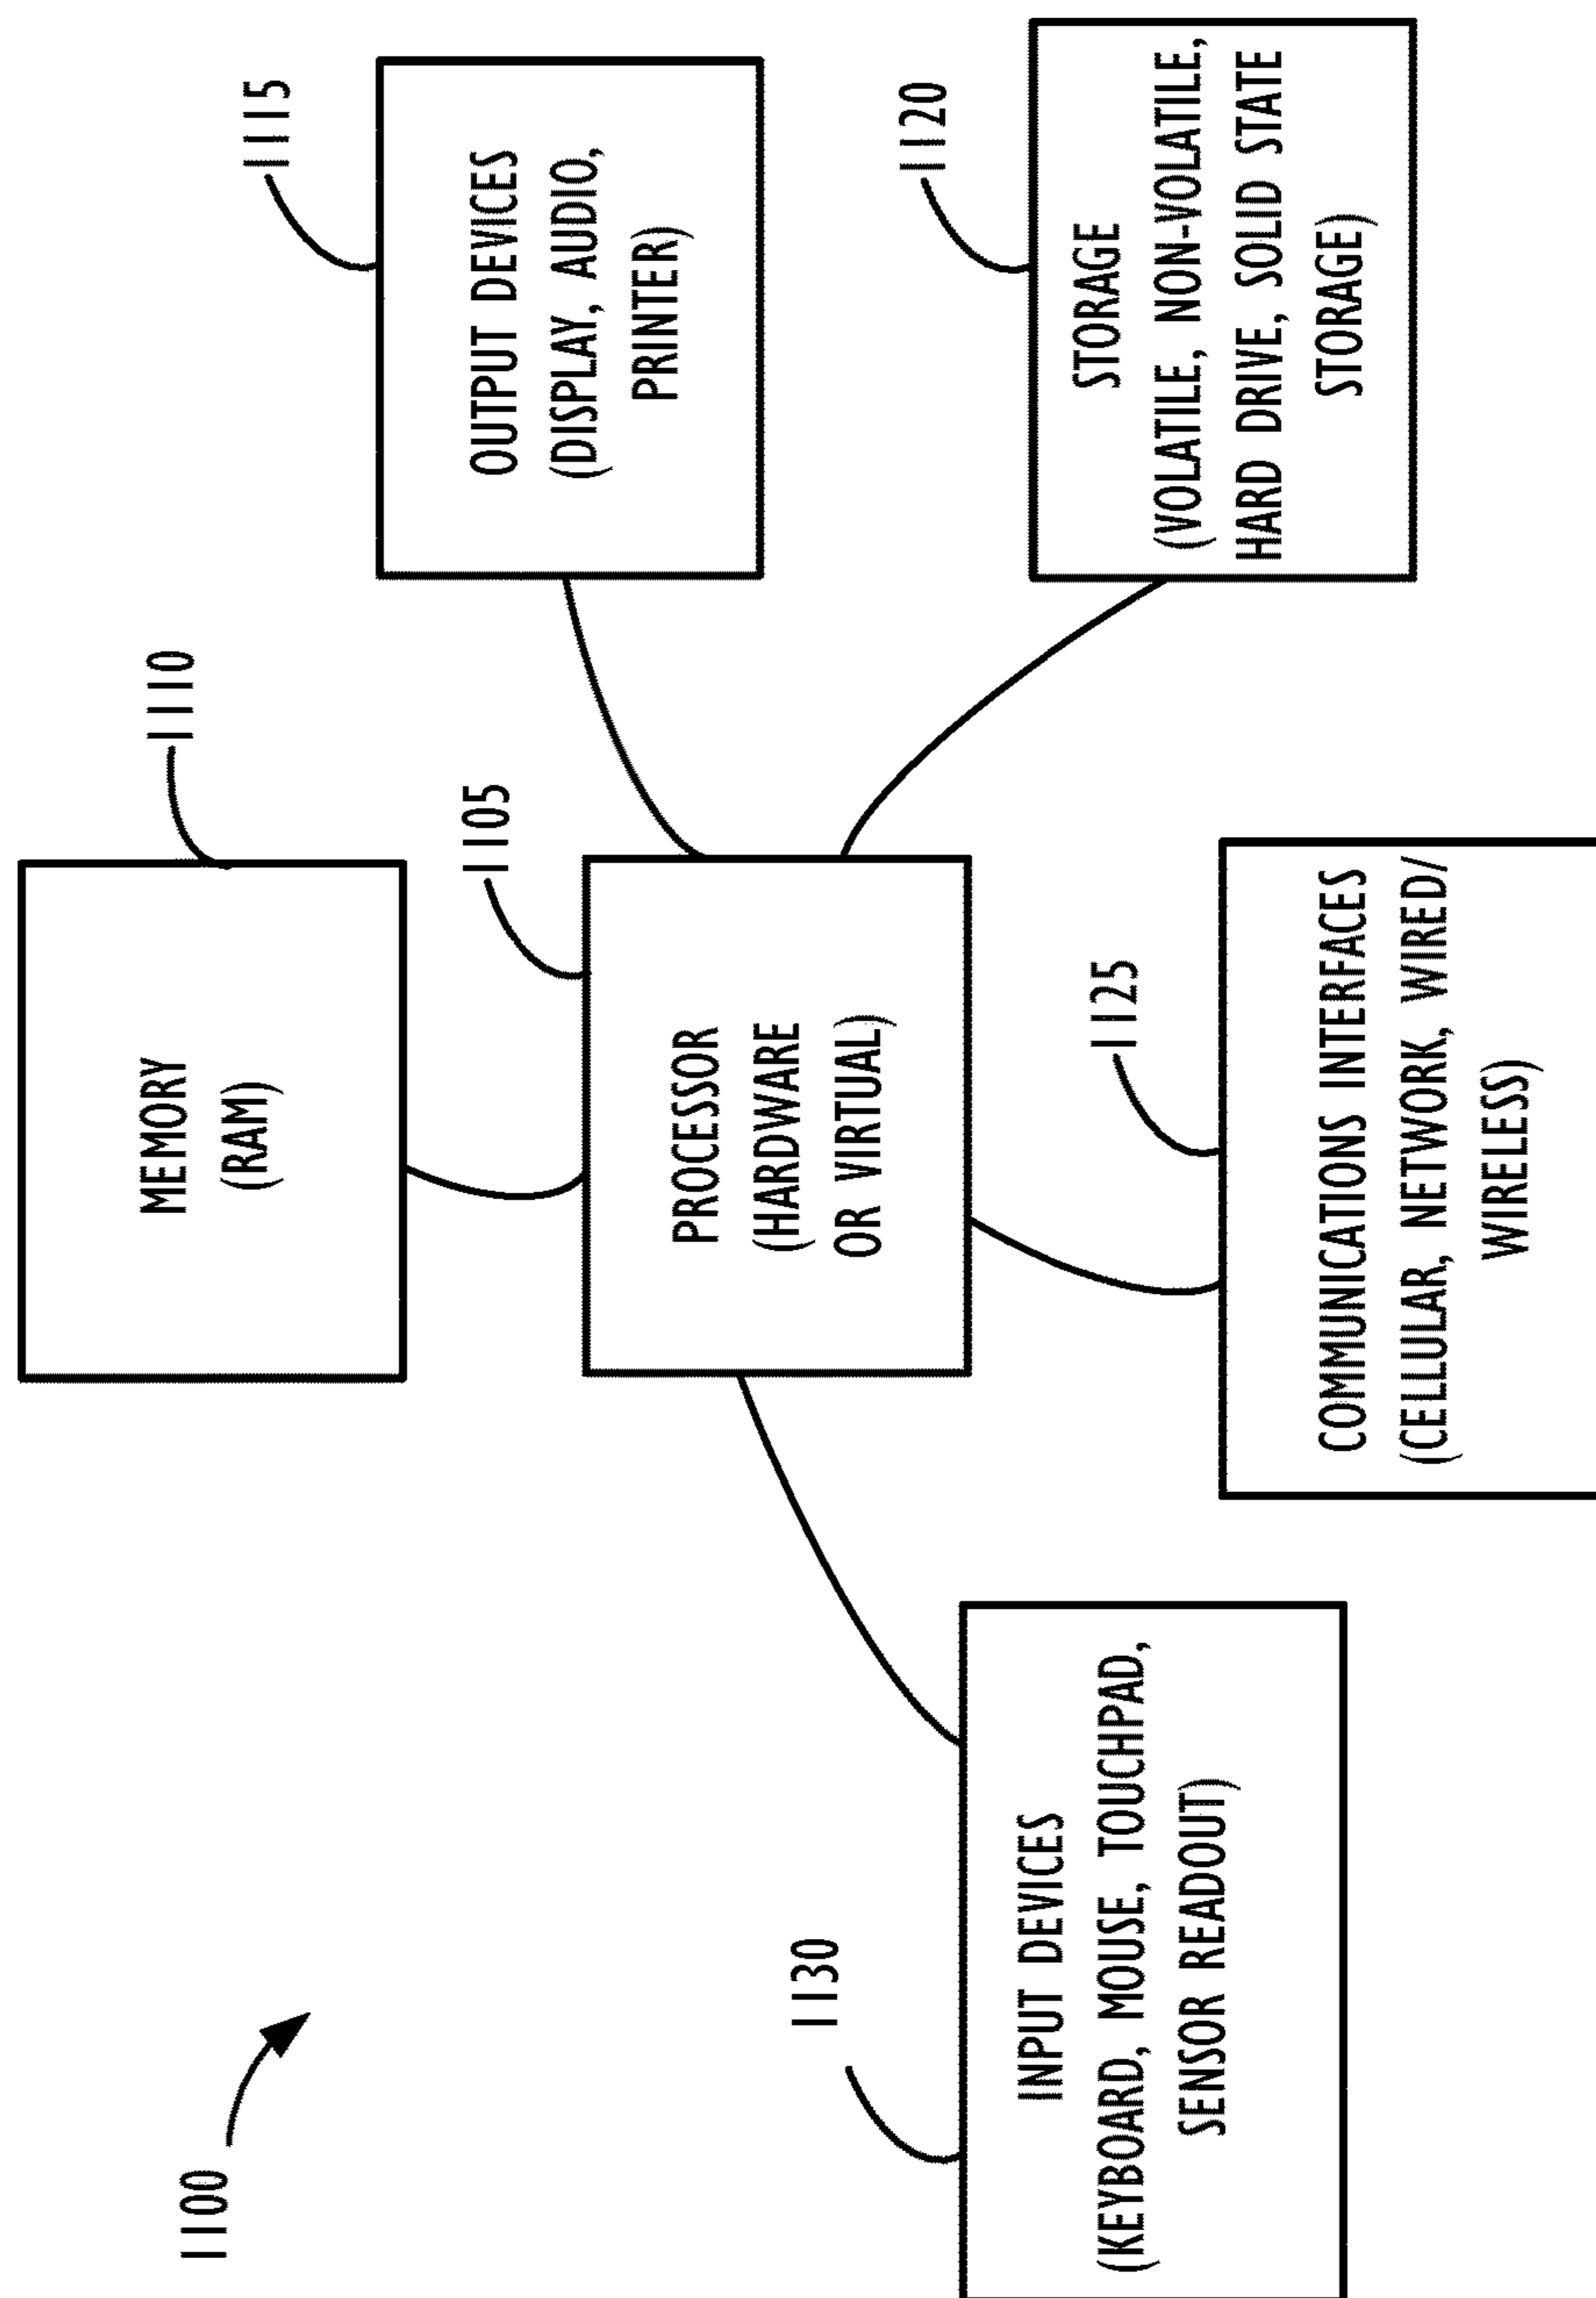 1100
1110
MEMORY
(RAM)
1115
OUTPUT DEVICES
(DISPLAY, AUDIO,
PRINTER)
1105
PROCESSOR
(HARDWARE
OR VIRTUAL)
1130
INPUT DEVICES
(KEYBOARD, MOUSE, TOUCHPAD,
SENSOR READOUT)
1125
COMMUNICATIONS INTERFACES
(CELLULAR, NETWORK, WIRED/
WIRELESS)
1120
STORAGE
(VOLATILE, NON-VOLATILE,
HARD DRIVE, SOLID STATE
STORAGE)